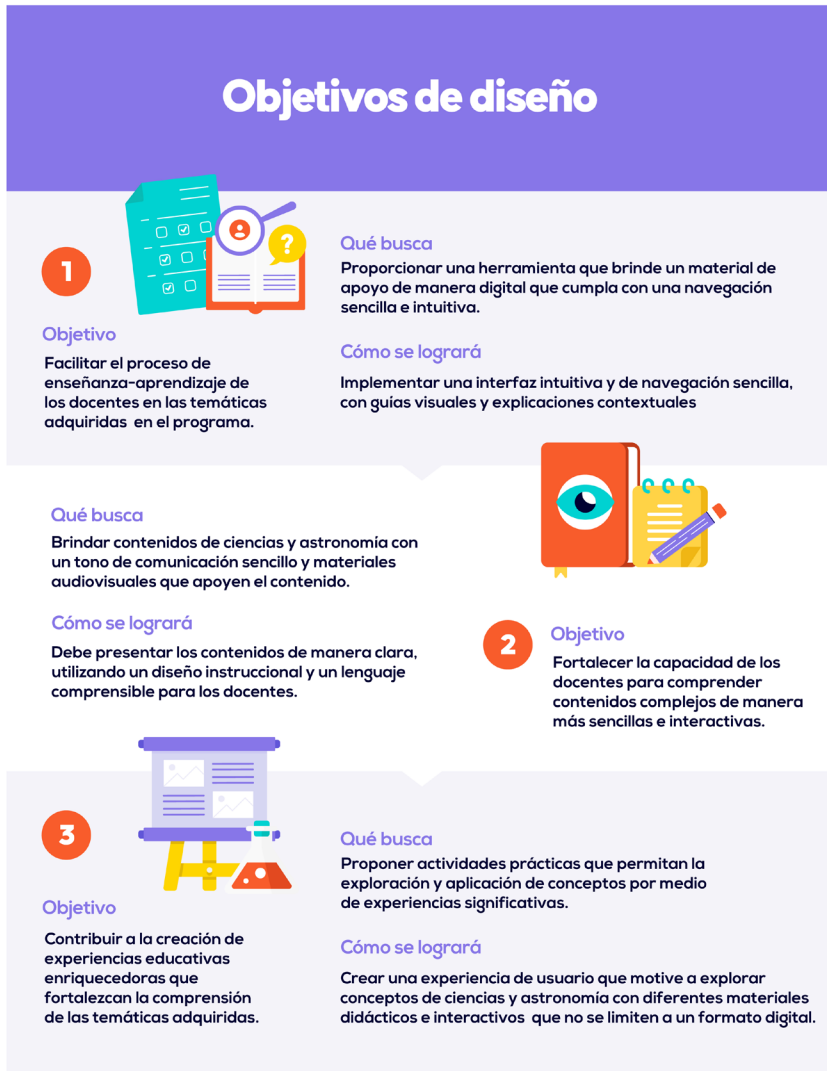 Objetivos de diseño
1
?
Objetivo
Facilitar el proceso de
enseñanza-aprendizaje de
los docentes en las temáticas
adquiridas en el programa.
Qué busca
Proporcionar una herramienta que brinde un material de
apoyo de manera digital que cumpla con una navegación
sencilla e intuitiva.
Cómo se logrará
Implementar una interfaz intuitiva y de navegación sencilla,
con guías visuales y explicaciones contextuales
Qué busca
Brindar contenidos de ciencias y astronomía con
un tono de comunicación sencillo y materiales
audiovisuales que apoyen el contenido.
Cómo se logrará
Debe presentar los contenidos de manera clara,
utilizando un diseño instruccional y un lenguaje
comprensible para los docentes.
2
Objetivo
Fortalecer la capacidad de los
docentes para comprender
contenidos complejos de manera
más sencillas e interactivas.
3
Objetivo
Contribuir a la creación de
experiencias educativas
enriquecedoras que
fortalezcan la comprensión
de las temáticas adquiridas.
Qué busca
Proponer actividades prácticas que permitan la
exploración y aplicación de conceptos por medio
de experiencias significativas.
Cómo se logrará
Crear una experiencia de usuario que motive a explorar
conceptos de ciencias y astronomía con diferentes materiales
didácticos e interactivos que no se limiten a un formato digital.